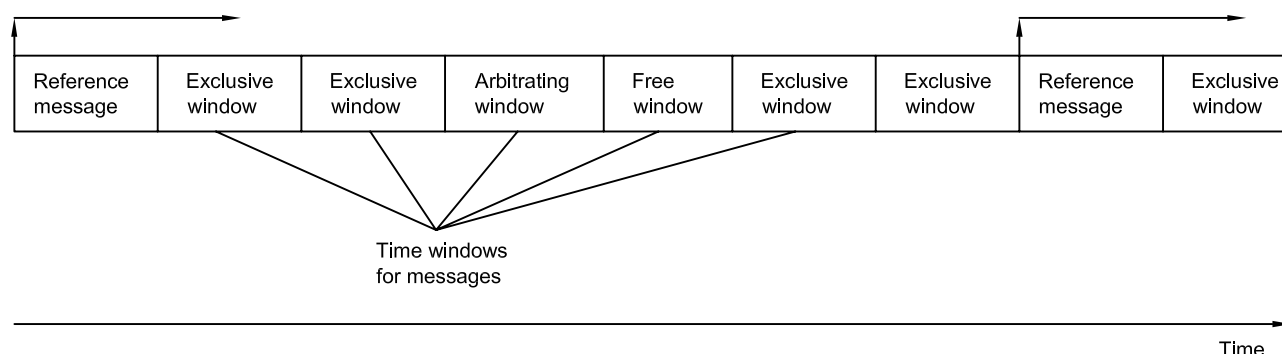 Reference message
Exclusive window
Exclusive window
Arbitrating window
Free window
Exclusive window
Exclusive window
Reference message
Exclusive window
Time windows
for messages
Time